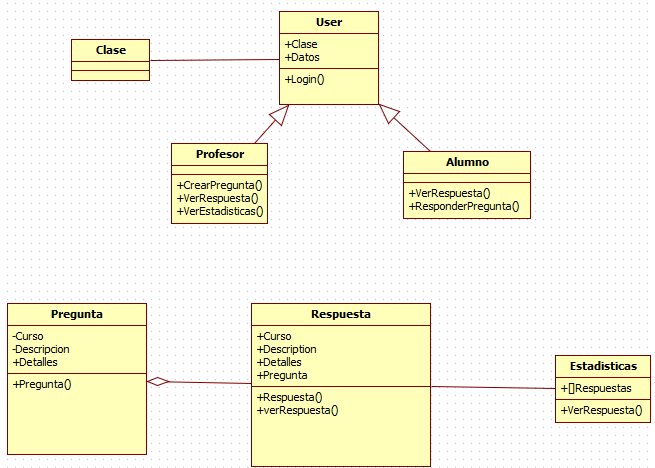 User
+Clase
+Datos
+Login()
Clase
Profesor
+CrearPregunta()
+VerRespuesta()
+VerEstadisticas()
Alumno
+VerRespuesta()
+ResponderPregunta()
Pregunta
-Curso
-Descripcion
+Detalles
+Pregunta()
Respuesta
+Curso
+Description
+Detalles
+Pregunta
+Respuesta()
+verRespuesta()
Estadisticas
+[]Respuestas
+VerRespuesta()